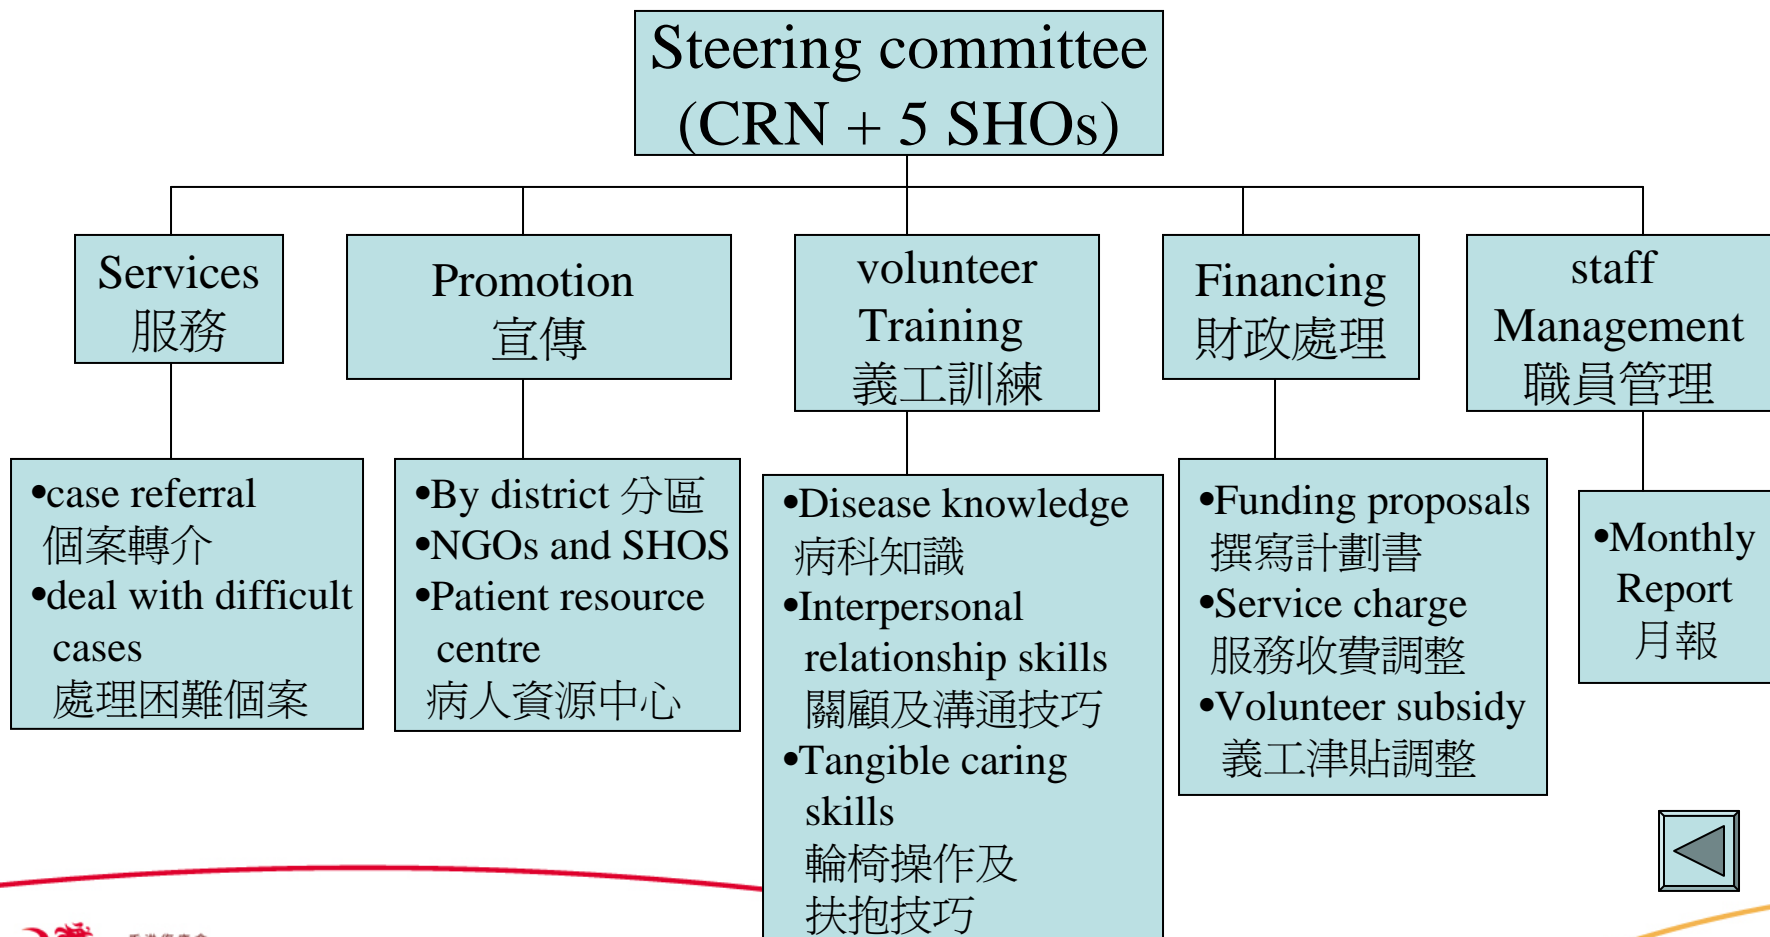 Steering committee
(CRN + 5 SHOs)
Services
服務
Promotion
宣傳
volunteer
Training
義工訓練
Financing
財政處理
staff
Management
職員管理
•case referral
個案轉介
•deal with difficult
cases
處理困難個案
•By district 分區
•NGOs and SHOS
•Patient resource
centre
病人資源中心
•Disease knowledge
病科知識
•Interpersonal
relationship skills
關顧及溝通技巧
•Tangible caring
skills
輪椅操作及
扶抱技巧
•Funding proposals
撰寫計劃書
•Service charge
服務收費調整
•Volunteer subsidy
義工津貼調整
•Monthly
Report
月報